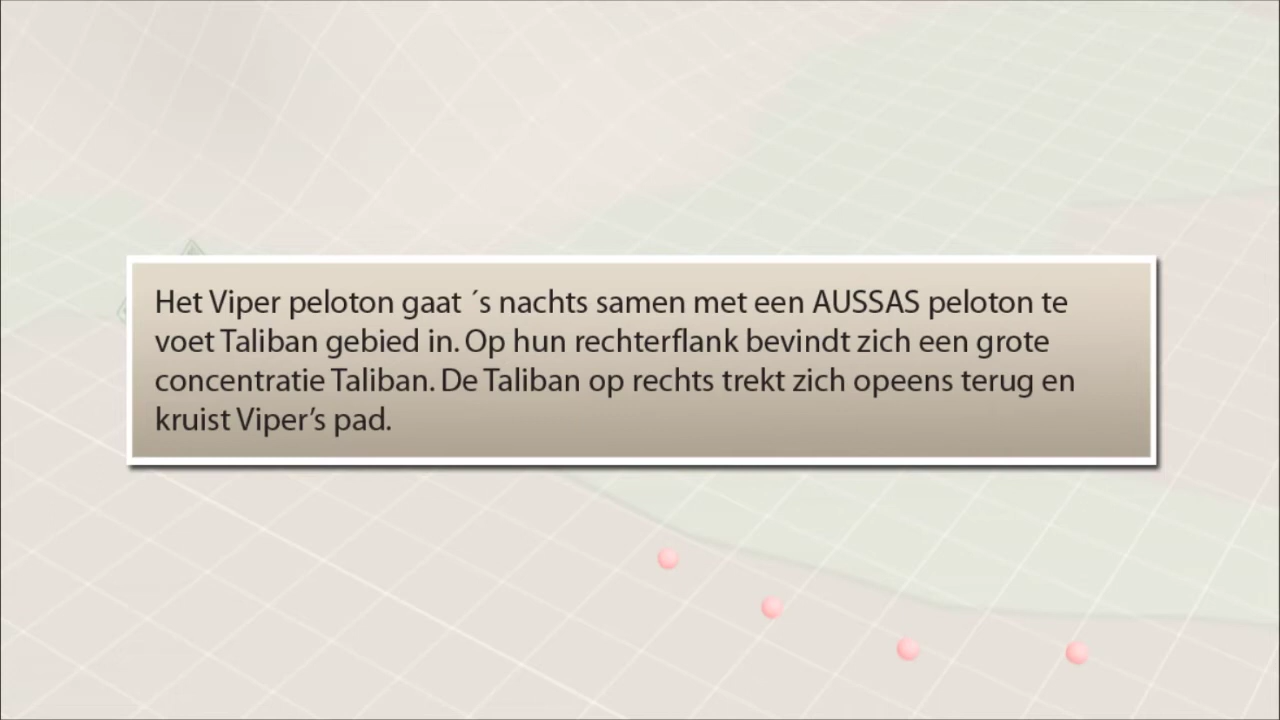 Het Viper peloton gaat ´s nachts samen met een AUSSAS peloton te
voet Taliban gebied in. Op hun rechterflank bevindt zich een grote
concentratie Taliban. De Taliban op rechts trekt zich opeens terug en
kruist Viper’s pad.